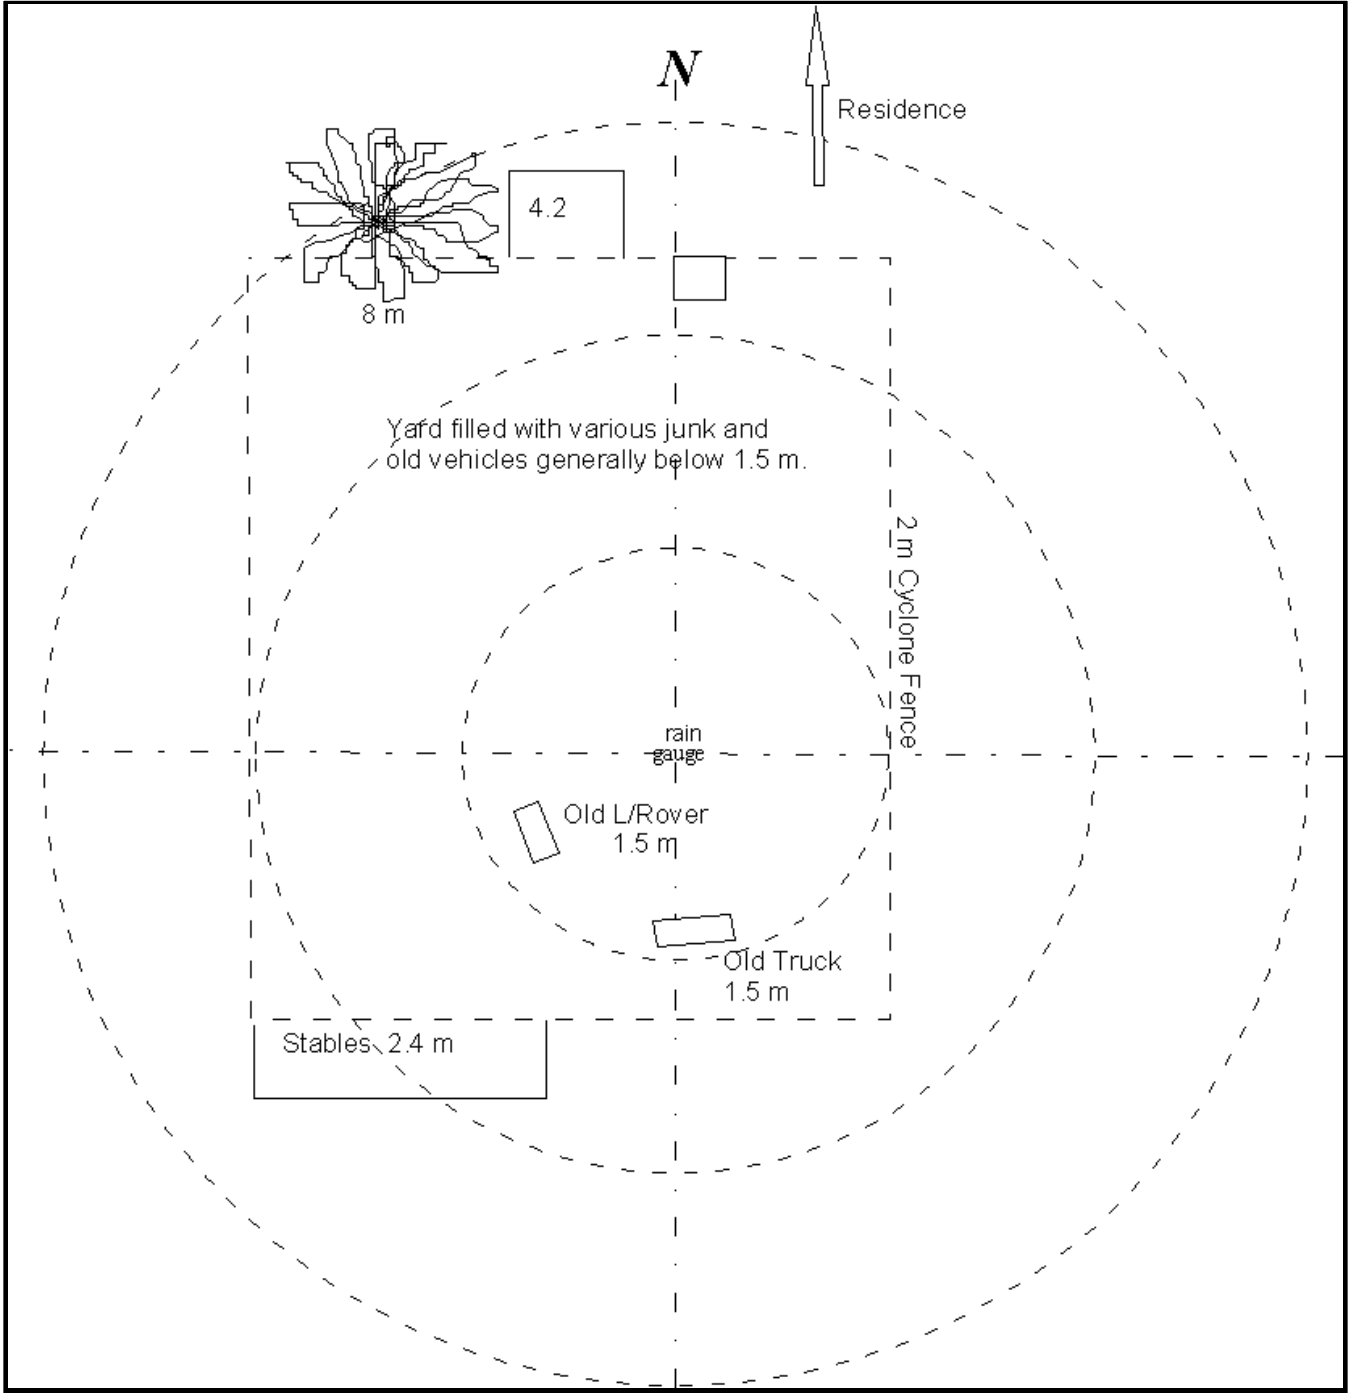 N
Residence
4.2
8 m
Yard filled with various junk and
old vehicles generally below 1.5 m.
2 m Cyclone Fence
rain
gauge
Old L/Rover
1.5 m
Old Truck
1.5 m
Stables 2.4 m